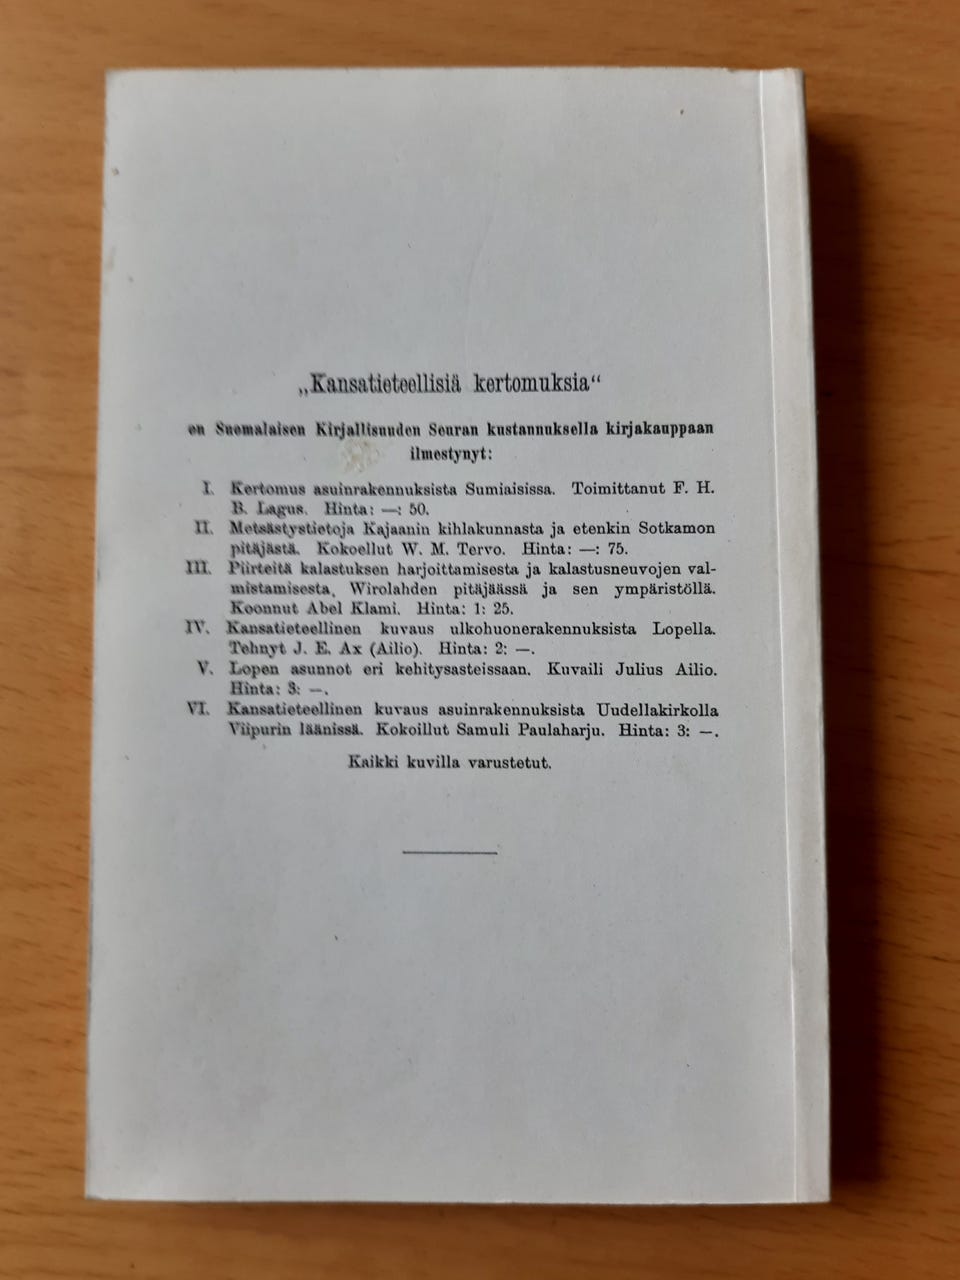 „Kansatieteellisiä kertomuksia“
on Suomalaisen Kirjallisuuden Seuran kustannuksella kirjakauppaan
ilmestynyt:
I. Kertomus asuinrakennuksista Sumiaisissa. Toimittanut F. H.
B. Lagus. Hinta: —: 50.
II. Metsästystietoja Kajaanin kihlakunnasta ja etenkin Sotkamon
pitäjästä. Kokoellut W. M. Tervo. Hinta: —: 75.
III. Piirteitä kalastuksen harjoittamisesta ja kalastusneuvojen val-
mistamisesta, Wirolahden pitäjäässä ja sen ympäristöllä.
Koonnut Abel Klami. Hinta: 1: 25.
IV. Kansatieteellinen kuvaus ulkohuonerakennuksista Lopella.
Tehnyt J. E. Ax (Ailio). Hinta: 2: —.
V. Lopen asunnot eri kehitysasteissaan. Kuvaili Julius Ailio.
Hinta: 3: —.
VI. Kansatieteellinen kuvaus asuinrakennuksista Uudellakirkolla
Viipurin läänissä. Kokoillut Samuli Paulaharju. Hinta: 3: —.
Kaikki kuvilla varustetut.